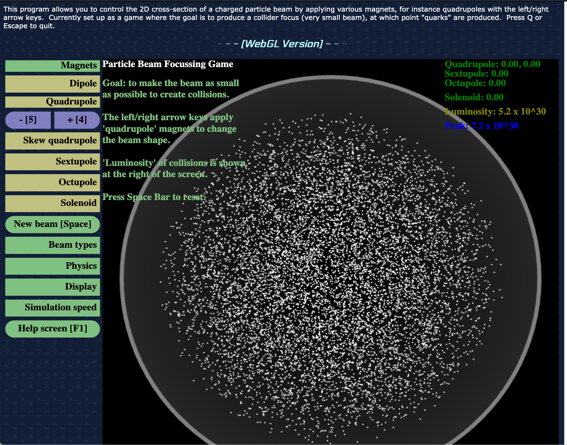 This program allows you to control the 2D cross-section of a charged particle beam by applying various magnets, for instance quadrupoles with the left/right
arrow keys. Currently set up as a game where the goal is to produce a collider focus (very small beam), at which point "quarks" are produced. Press Q or
Escape to quit.
- – — [WebGL Version] — – -
Magnets
Dipole
Quadrupole
- [5] + [4]
Skew quadrupole
Sextupole
Octupole
Solenoid
New beam [Space]
Beam types
Physics
Display
Simulation speed
Help screen [F1]
Particle Beam Focussing Game
Goal: to make the beam as small
as possible to create collisions.
The left/right arrow keys apply
'quadrupole' magnets to change
the beam shape.
'Luminosity' of collisions is shown
at the right of the screen.
Press Space Bar to reset.
Quadrupole: 0.00, 0.00
Sextupole: 0.00
Octupole: 0.00
Solenoid: 0.00
Luminosity: 5.2 x 10^30
Peak: 7.2 x 10^30